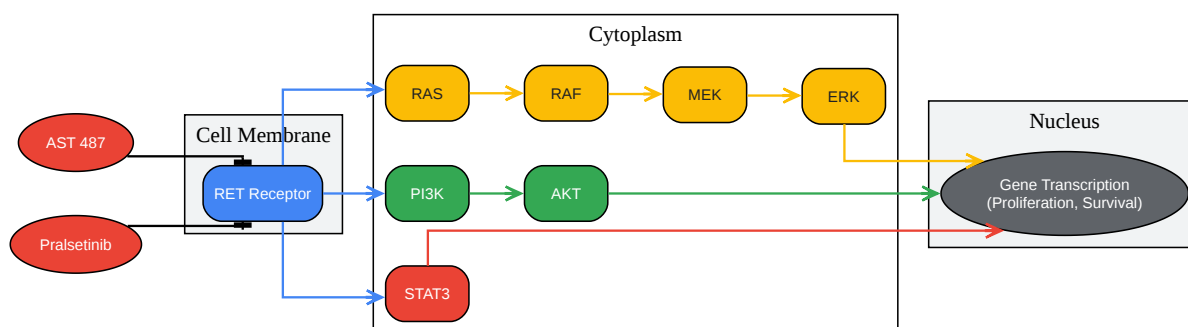 Cytoplasm
RAS
RAF
MEK
ERK
AST 487
Cell Membrane
Nucleus
RET Receptor
PI3K
AKT
Gene Transcription
(Proliferation, Survival)
Pralsetinib
STAT3